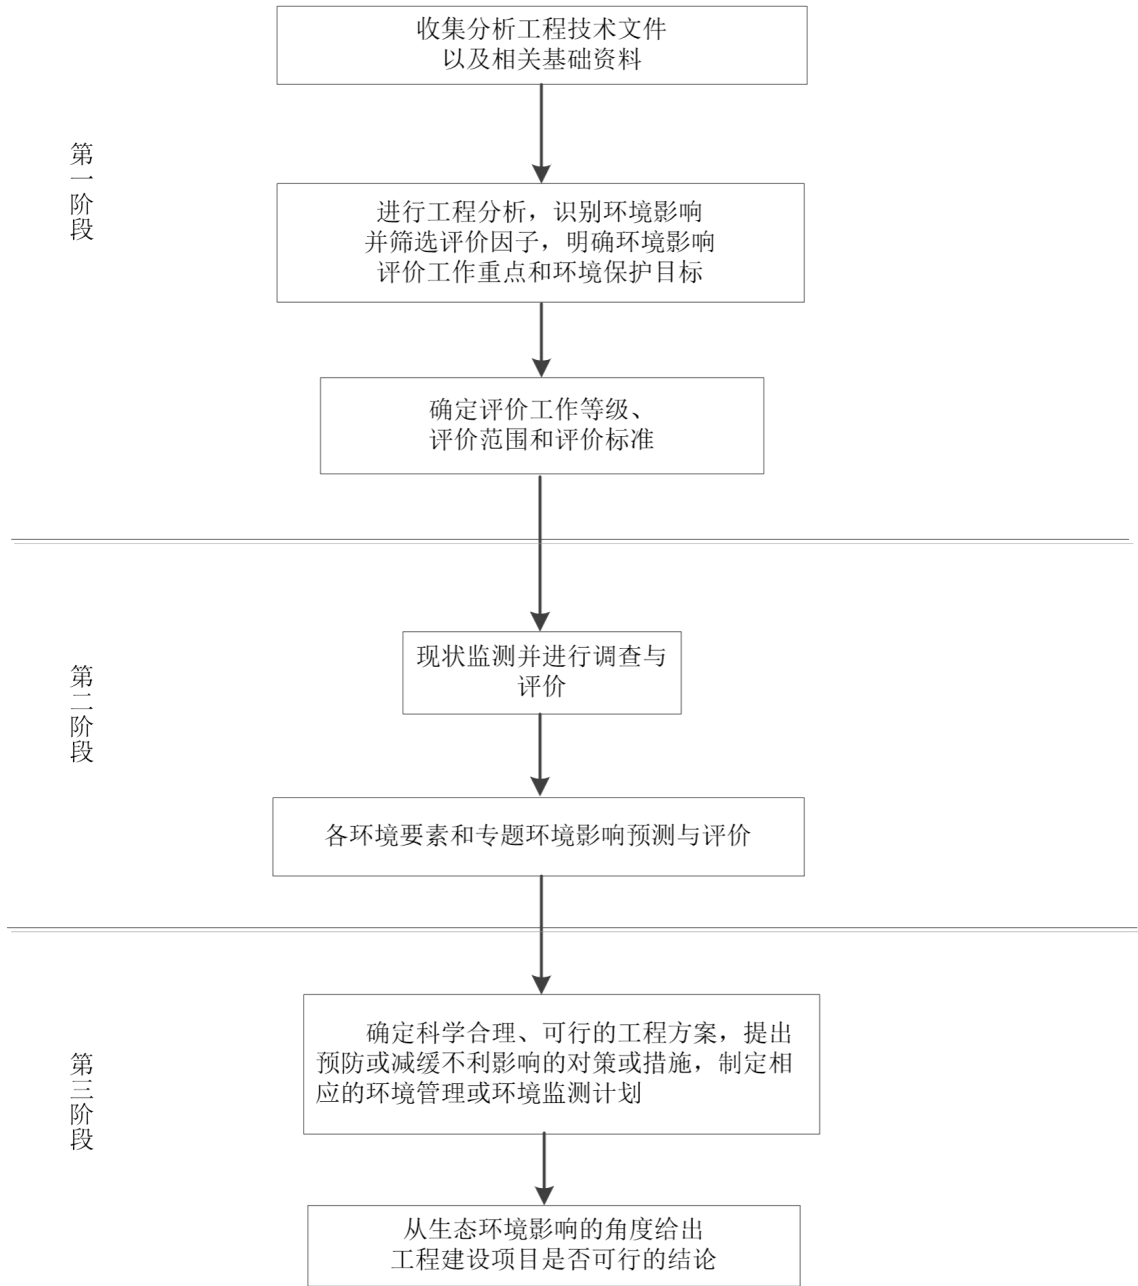 收集分析工程技术文件
以及相关基础资料
第一阶段
进行工程分析，识别环境影响
并筛选评价因子，明确环境影响
评价工作重点和环境保护目标
确定评价工作等级、
评价范围和评价标准
第二阶段
现状监测并进行调查与
评价
各环境要素和专题环境影响预测与评价
第三阶段
确定科学合理、可行的工程方案，提出
预防或减缓不利影响的对策或措施，制定相
应的环境管理或环境监测计划
从生态环境影响的角度给出
工程建设项目是否可行的结论